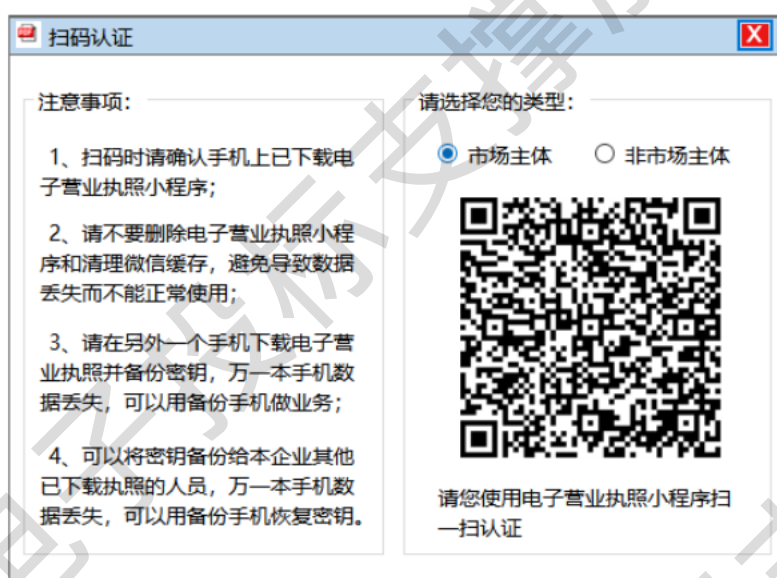 扫码认证
X
注意事项：
请选择您的类型：
市场主体
非市场主体
1、扫码时请确认手机上已下载电
子营业执照小程序；
2、请不要删除电子营业执照小程
序和清理微信缓存，避免导致数据
丢失而不能正常使用；
3、请在另外一个手机下载电子营
业执照并备份密钥，万一本手机数
据丢失，可以用备份手机做业务；
4、可以将密钥备份给本企业其他
已下载执照的人员，万一本手机数
据丢失，可以用备份手机恢复密钥。
请您使用电子营业执照小程序扫
一扫认证
电子投标支撑